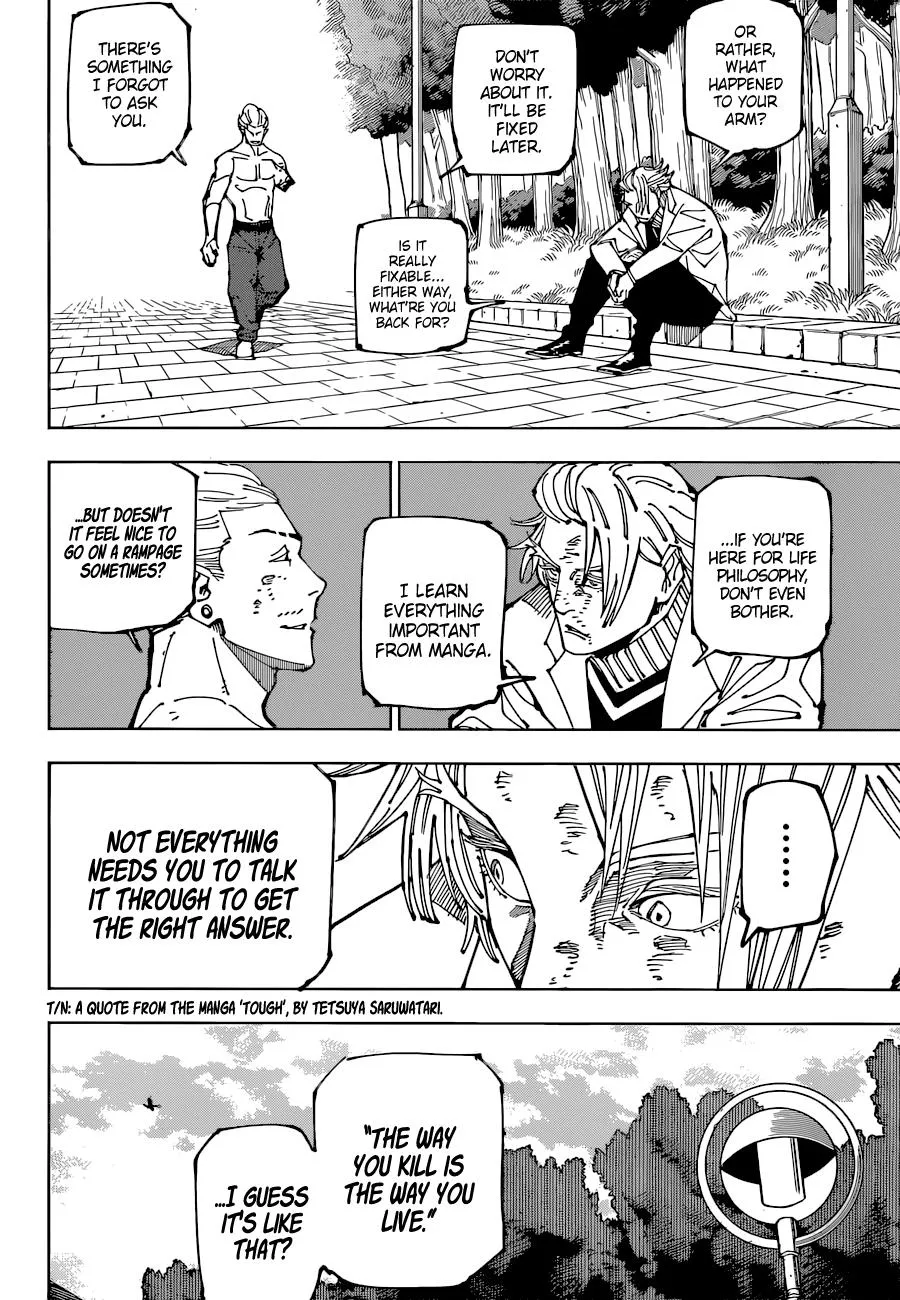 OR
RATHER,
WHAT
HAPPENED
TO YOUR
ARM?
DON'T
WORRY
ABOUT IT.
IT'LL BE
FIXED
LATER.
IS IT
REALLY
FIXABLE...
EITHER WAY,
WHAT'RE YOU
BACK FOR?
THERE'S
SOMETHING
I FORGOT
TO ASK
YOU.
...IF YOU'RE
HERE FOR LIFE
PHILOSOPHY,
DON'T EVEN
BOTHER.
I LEARN
EVERYTHING
IMPORTANT
FROM MANGA.
...BUT DOESN'T
IT FEEL NICE TO
GO ON A RAMPAGE
SOMETIMES?
.....
NOT EVERYTHING
NEEDS YOU TO TALK
IT THROUGH TO GET
THE RIGHT ANSWER.
T/N: A QUOTE FROM THE MANGA 'TOUGH', BY TETSUYA SARUWATARI.
"THE WAY
YOU KILL IS
THE WAY YOU
LIVE."
...I GUESS
IT'S LIKE
THAT?